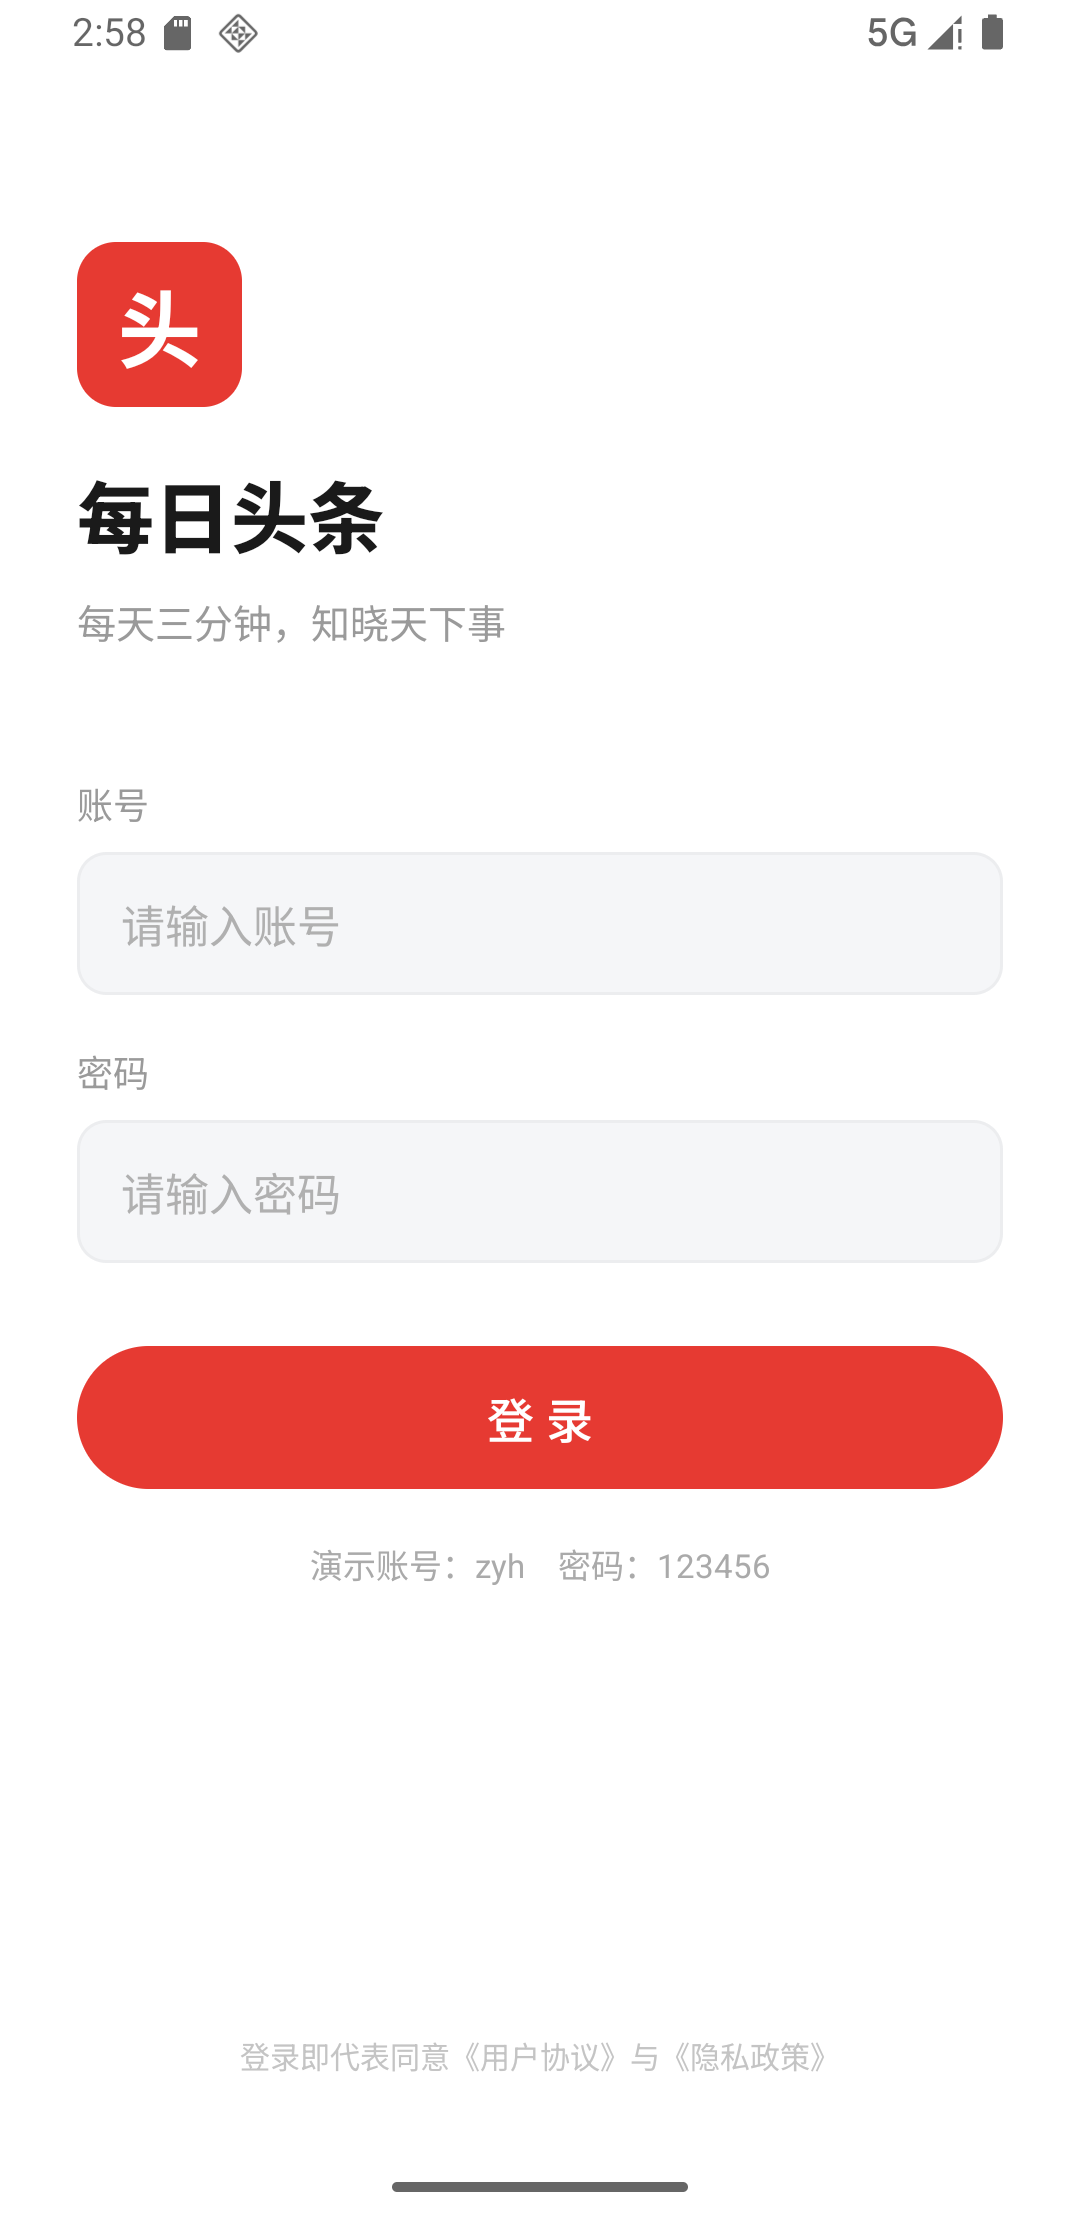 2:58
5G
头
每日头条
每天三分钟，知晓天下事
账号
请输入账号
密码
请输入密码
登 录
演示账号：zyh　密码：123456
登录即代表同意《用户协议》与《隐私政策》